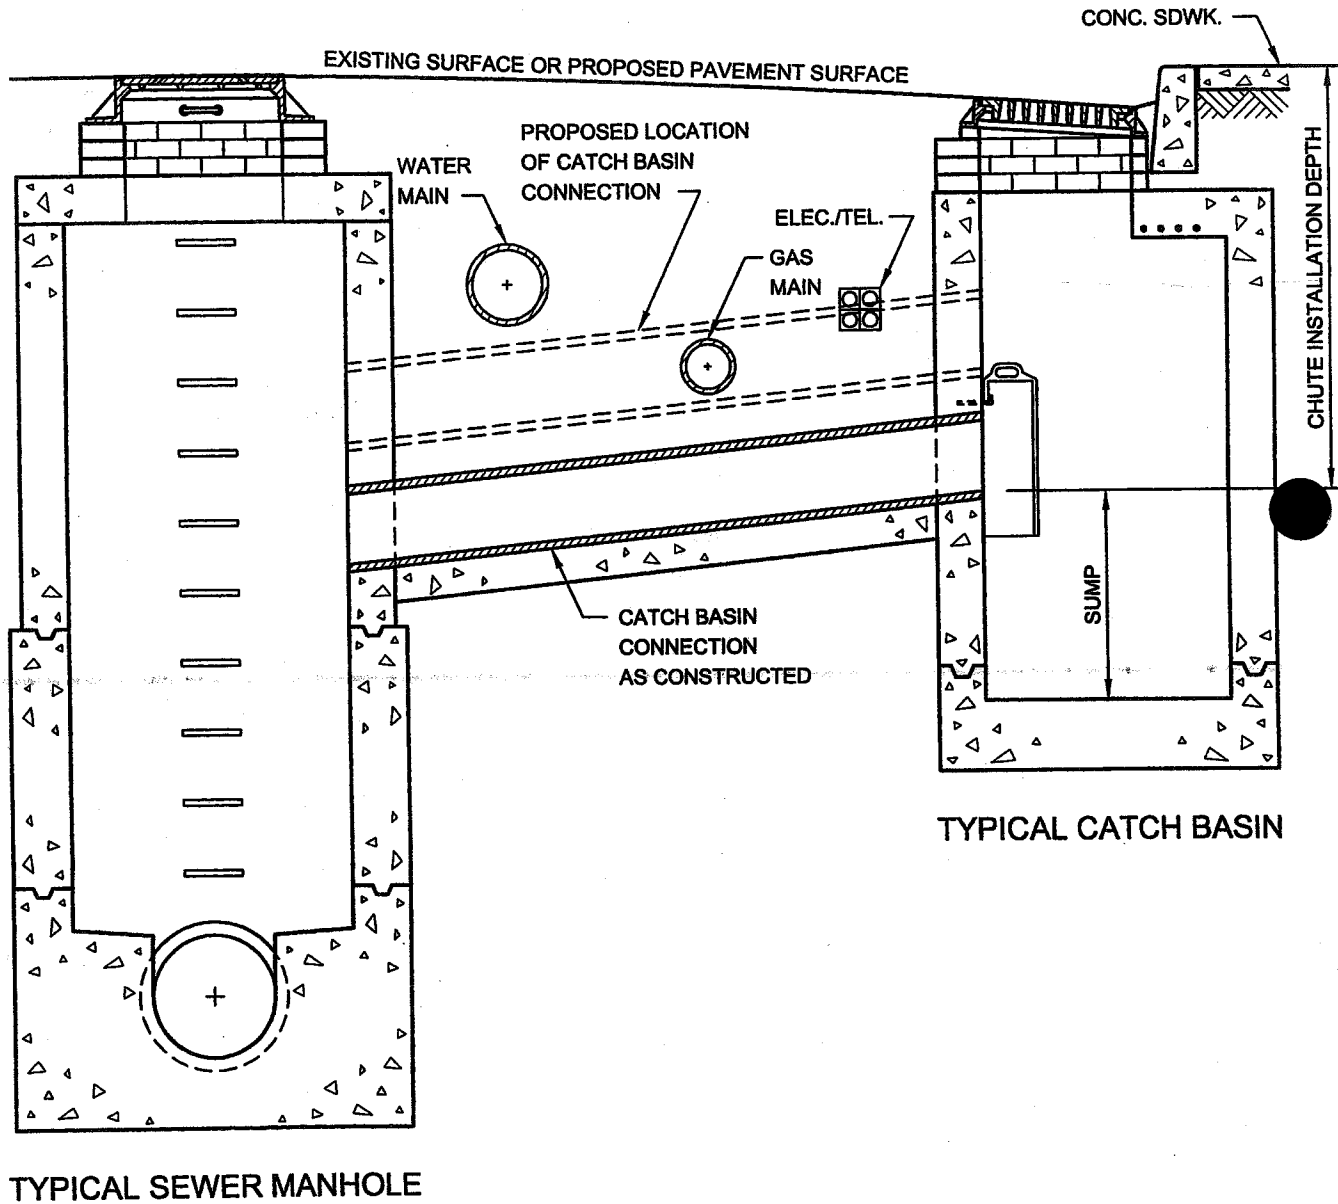 CONC. SDWK.
EXISTING SURFACE OR PROPOSED PAVEMENT SURFACE
PROPOSED LOCATION
OF CATCH BASIN
CONNECTION
WATER
MAIN
ELEC./TEL.
GAS
MAIN
CHUTE INSTALLATION DEPTH
SUMP
CATCH BASIN
CONNECTION
AS CONSTRUCTED
TYPICAL CATCH BASIN
TYPICAL SEWER MANHOLE